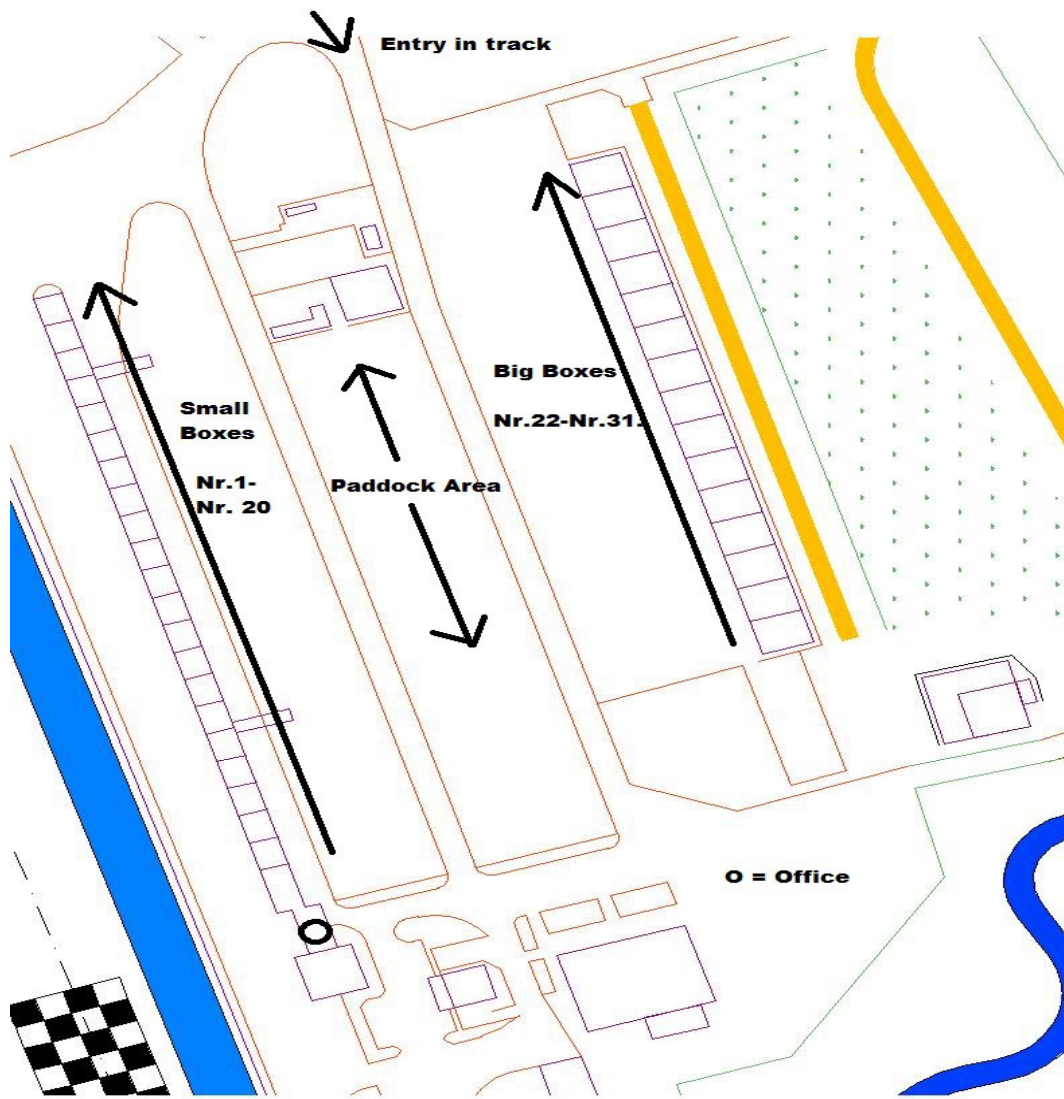 Entry in track
Big Boxes
Nr.22-Nr.31.
Small
Boxes
Nr.1-
Nr. 20
Paddock Area
O = Office